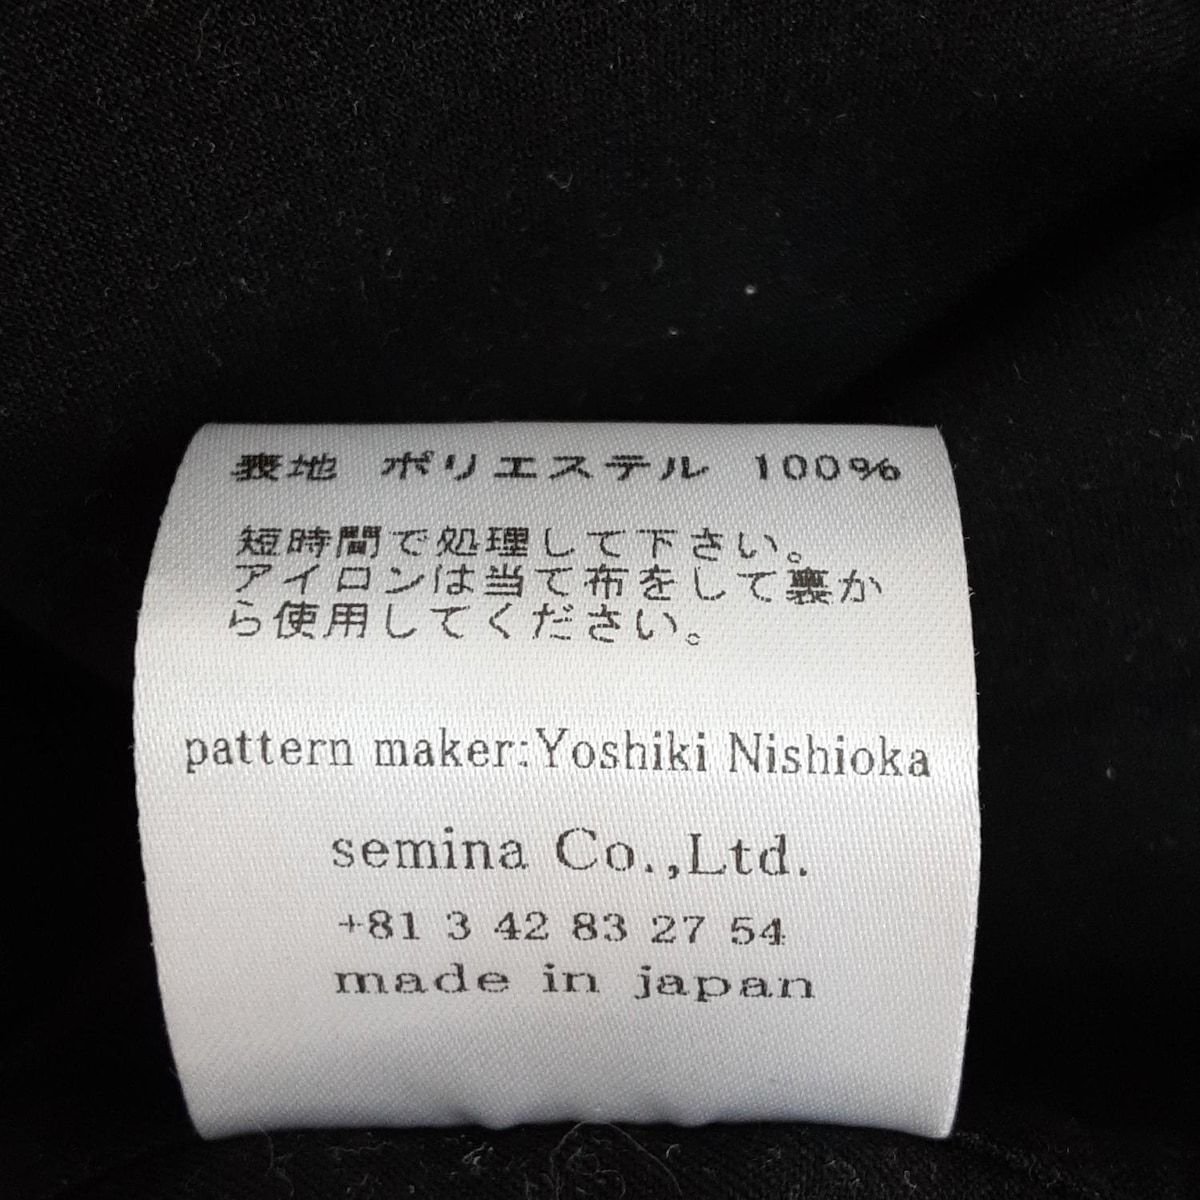 表地 ポリエステル 100%
短時間で処理して下さい。
アイロンは当て布をして裏か
ら使用してください。
pattern maker:Yoshiki Nishioka
semina Co.,Ltd.
+81 3 42 83 27 54
made in japan